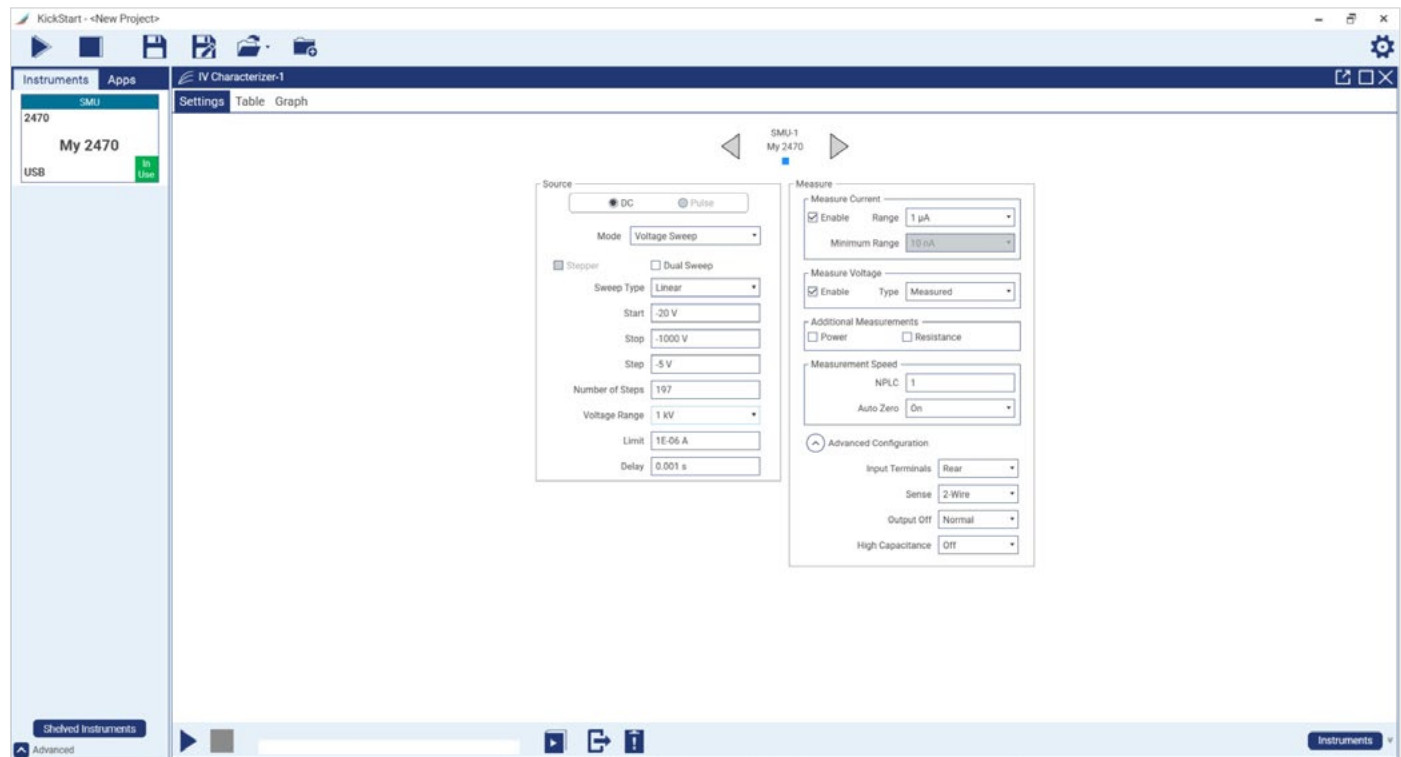 KickStart - <New Project>
Instruments Apps
IV Characterizer-1
SMU
2470
My 2470
USB
In Use
Settings Table Graph
SMU-1
My 2470
Source
DC Pulse
Mode Voltage Sweep
Stepper Dual Sweep
Sweep Type Linear
Start -20 V
Stop -1000 V
Step -5 V
Number of Steps 197
Voltage Range 1 kV
Limit 1E-06 A
Delay 0.001 s
Measure
Measure Current
Enable Range 1 µA
Minimum Range 10 nA
Measure Voltage
Enable Type Measured
Additional Measurements
Power Resistance
Measurement Speed
NPLC 1
Auto Zero On
Advanced Configuration
Input Terminals Rear
Sense 2-Wire
Output Off Normal
High Capacitance Off
Shelved Instruments
Advanced
Instruments